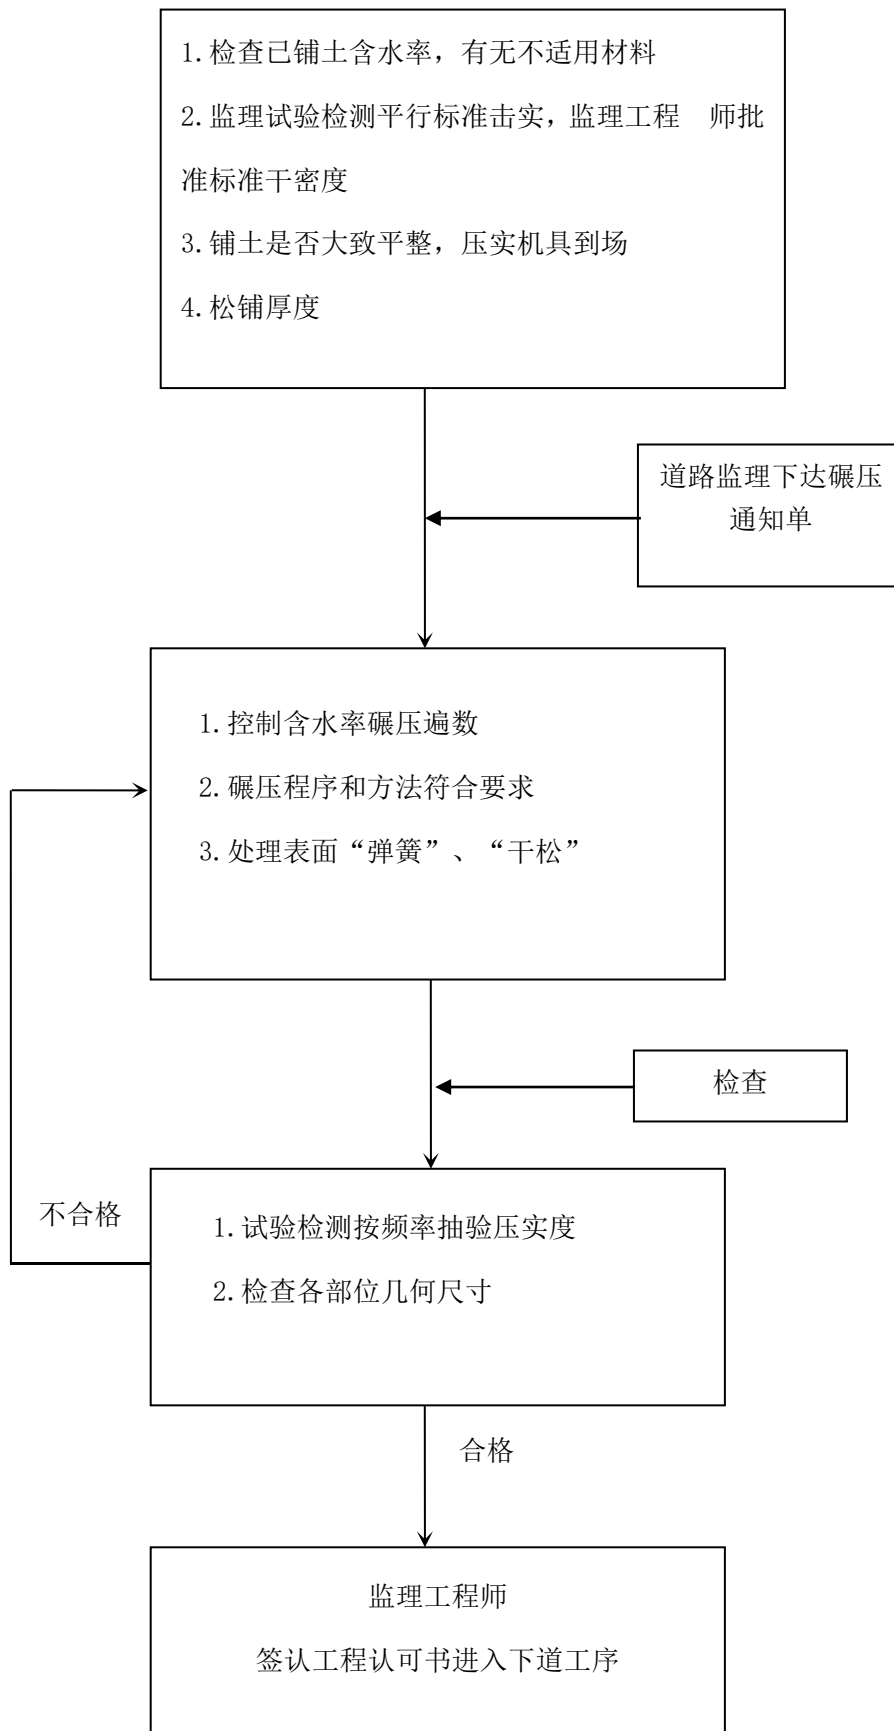 1.检查已铺土含水率，有无不适用材料
2.监理试验检测平行标准击实，监理工程　师批
准标准干密度
3.铺土是否大致平整，压实机具到场
4.松铺厚度
道路监理下达碾压
通知单
1.控制含水率碾压遍数
2.碾压程序和方法符合要求
3.处理表面“弹簧”、“干松”
检查
不合格
1.试验检测按频率抽验压实度
2.检查各部位几何尺寸
合格
监理工程师
签认工程认可书进入下道工序